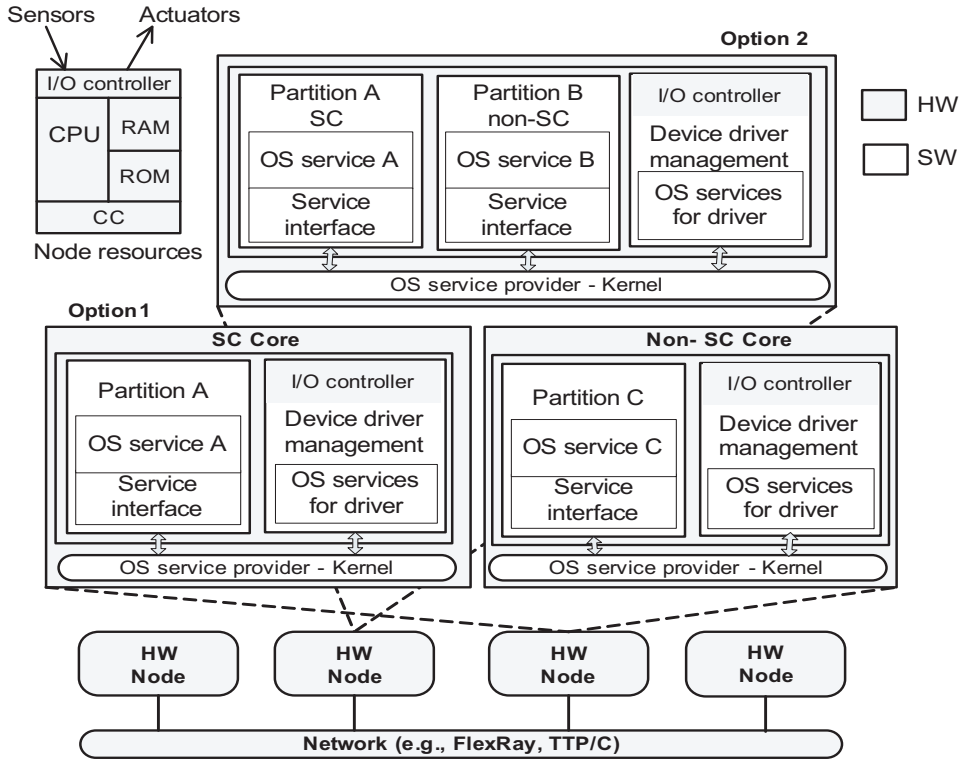 Sensors
Actuators
I/O controller
CPU
RAM
ROM
CC
Node resources
Option 2
Partition A
SC
OS service A
Service
interface
Partition B
non-SC
OS service B
Service
interface
I/O controller
Device driver
management
OS services
for driver
OS service provider - Kernel
HW
SW
Option1
SC Core
Partition A
OS service A
Service
interface
I/O controller
Device driver
management
OS services
for driver
OS service provider - Kernel
Non- SC Core
Partition C
OS service C
Service
interface
I/O controller
Device driver
management
OS services
for driver
OS service provider - Kernel
HW
Node
HW
Node
HW
Node
HW
Node
Network (e.g., FlexRay, TTP/C)